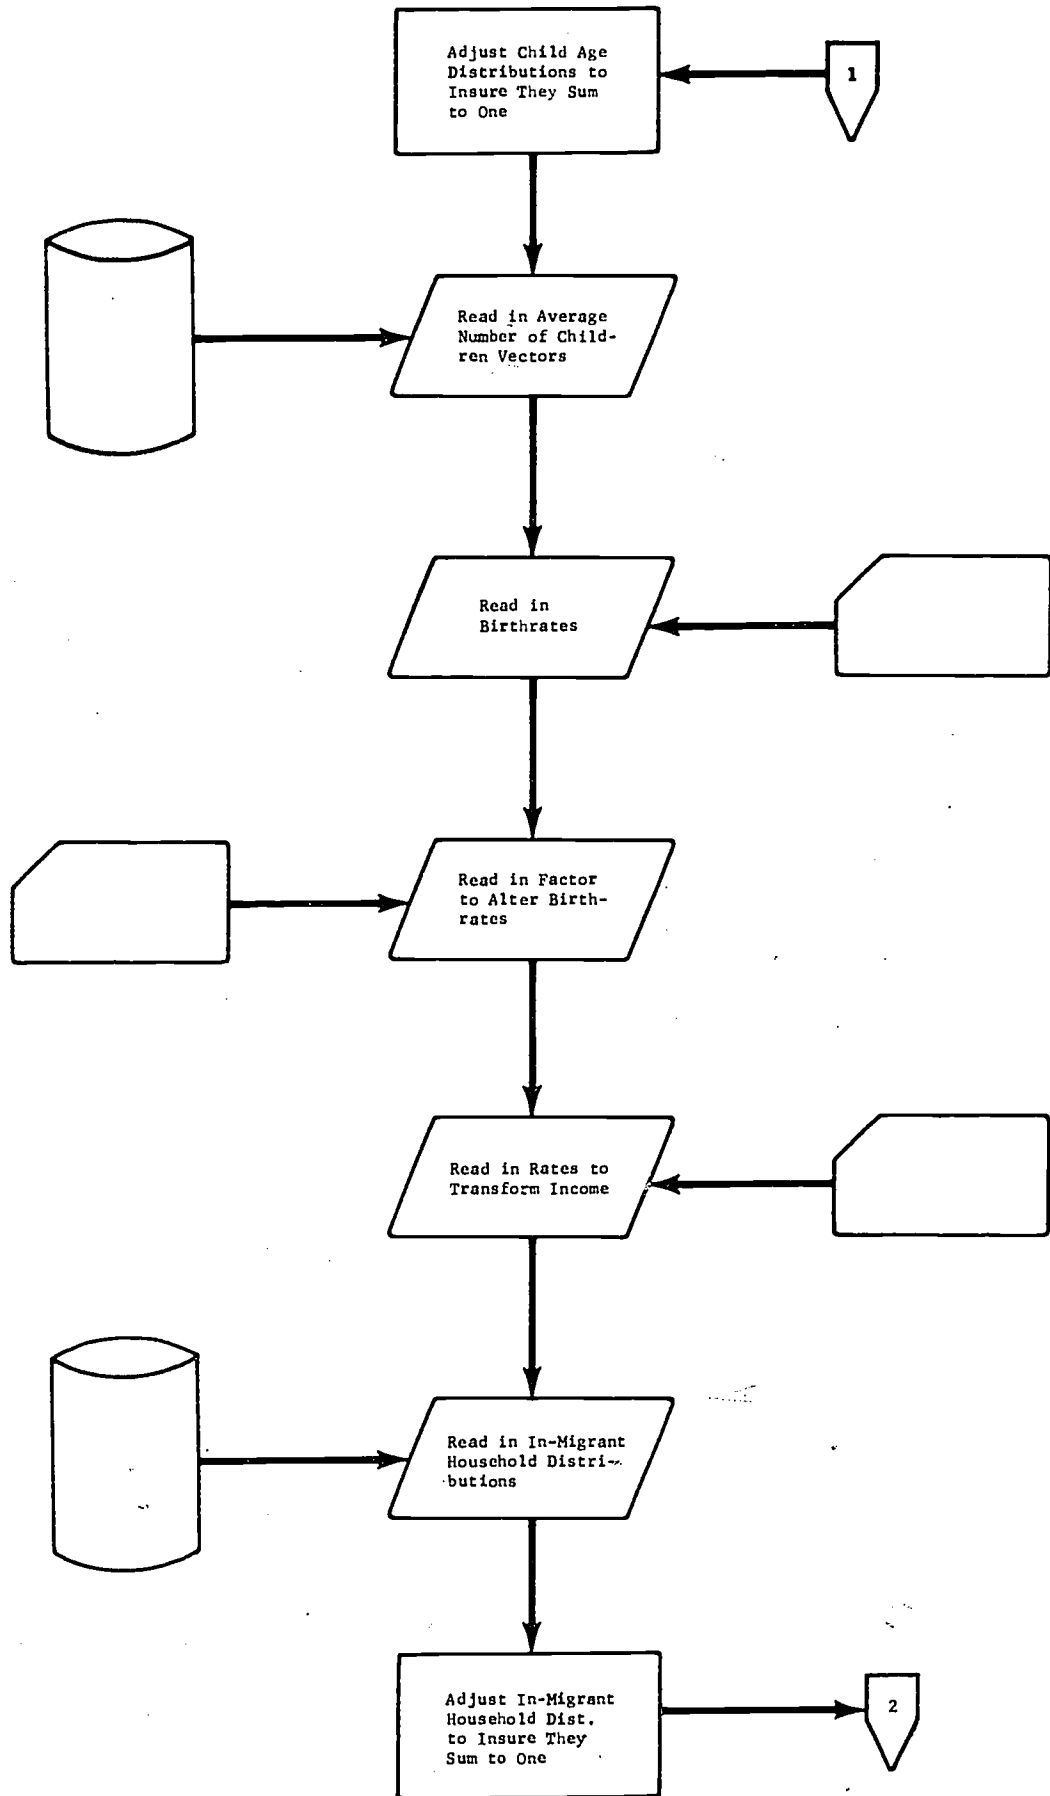 Adjust Child Age
Distributions to
Insure They Sum
to One
1
Read in Average
Number of Child-
ren Vectors
Read in
Birthrates
Read in Factor
to Alter Birth-
rates
Read in Rates to
Transform Income
Read in In-Migrant
Household Distri-
butions
Adjust In-Migrant
Household Dist.
to Insure They
Sum to One
2